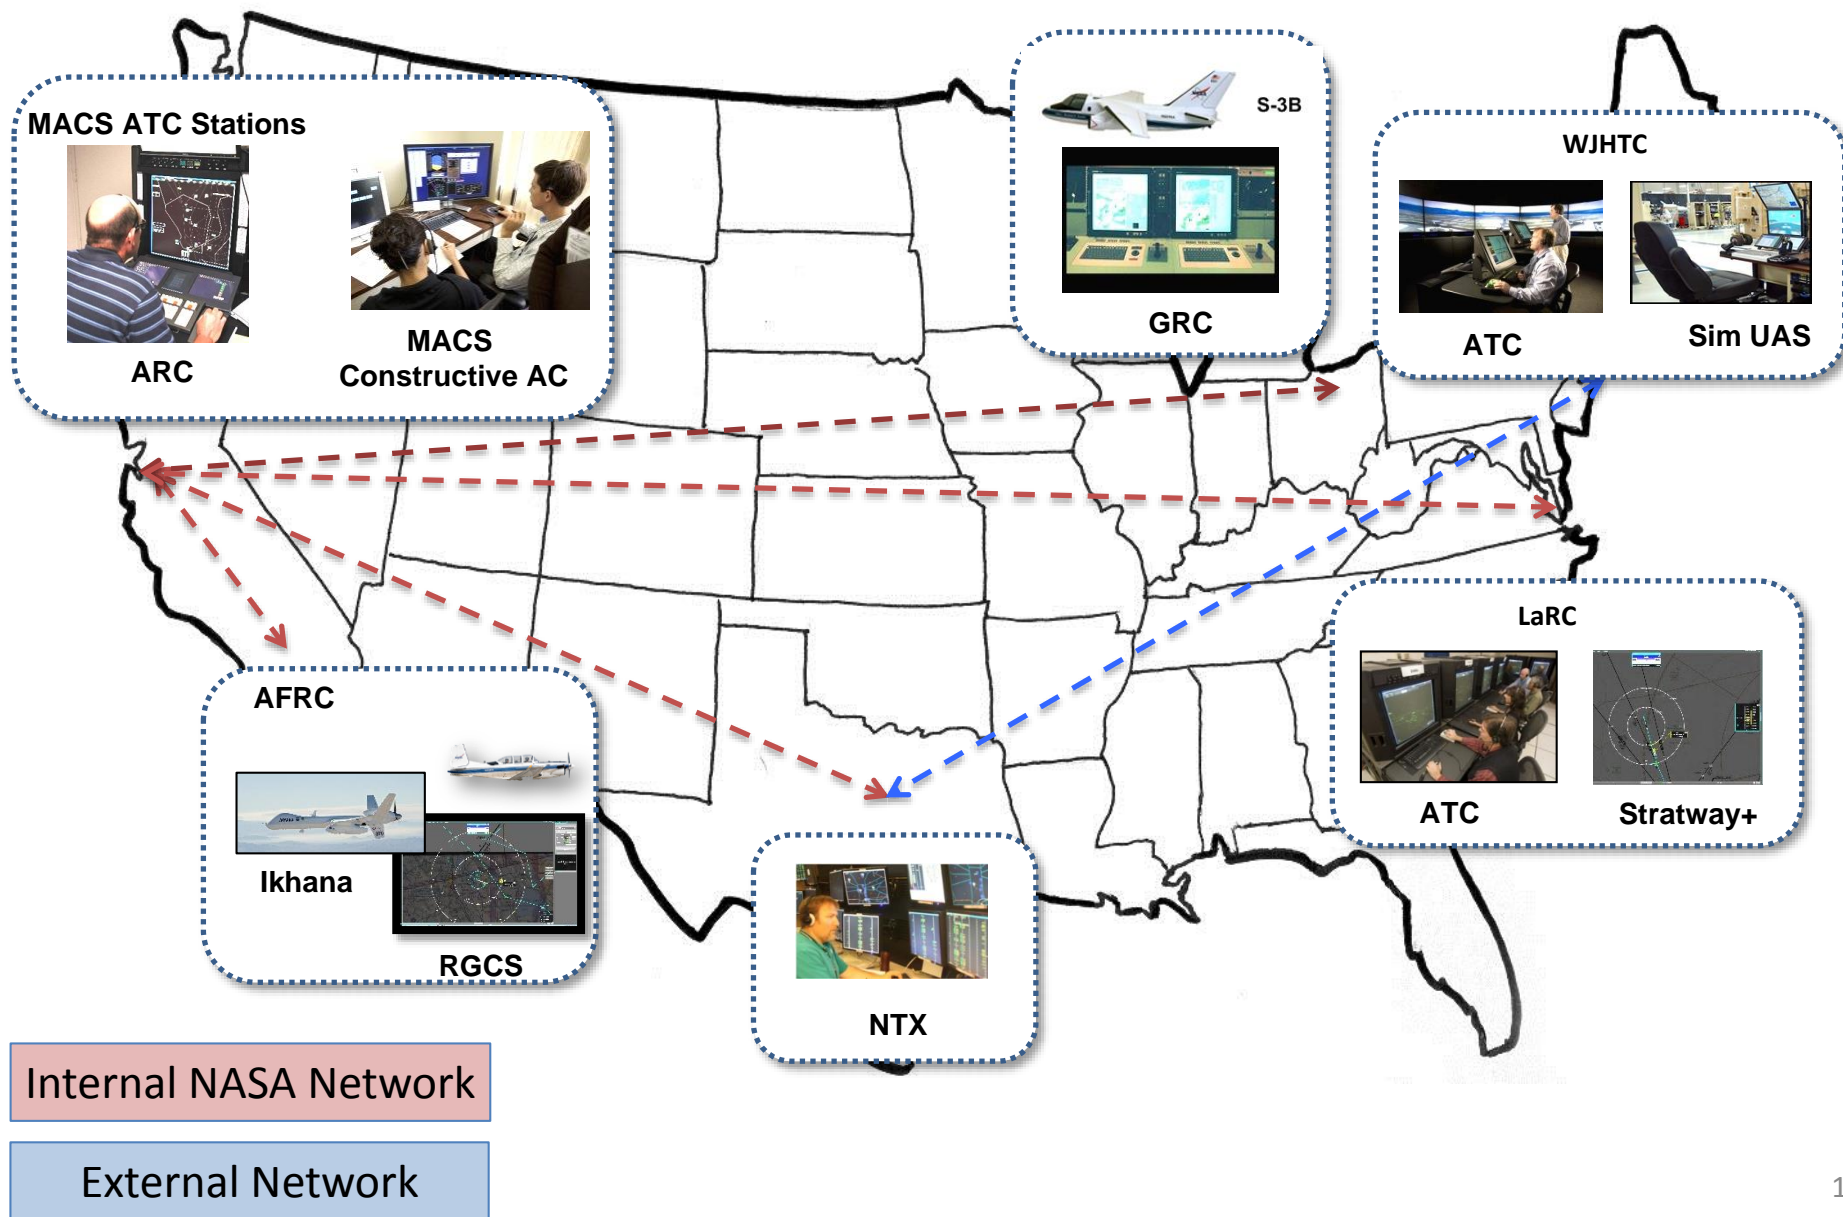 MACS ATC Stations
ARC
MACS
Constructive AC
S-3B
GRC
WJHTC
ATC
Sim UAS
LaRC
ATC
Stratway+
AFRC
Ikhana
RGCS
NTX
Internal NASA Network
External Network
1